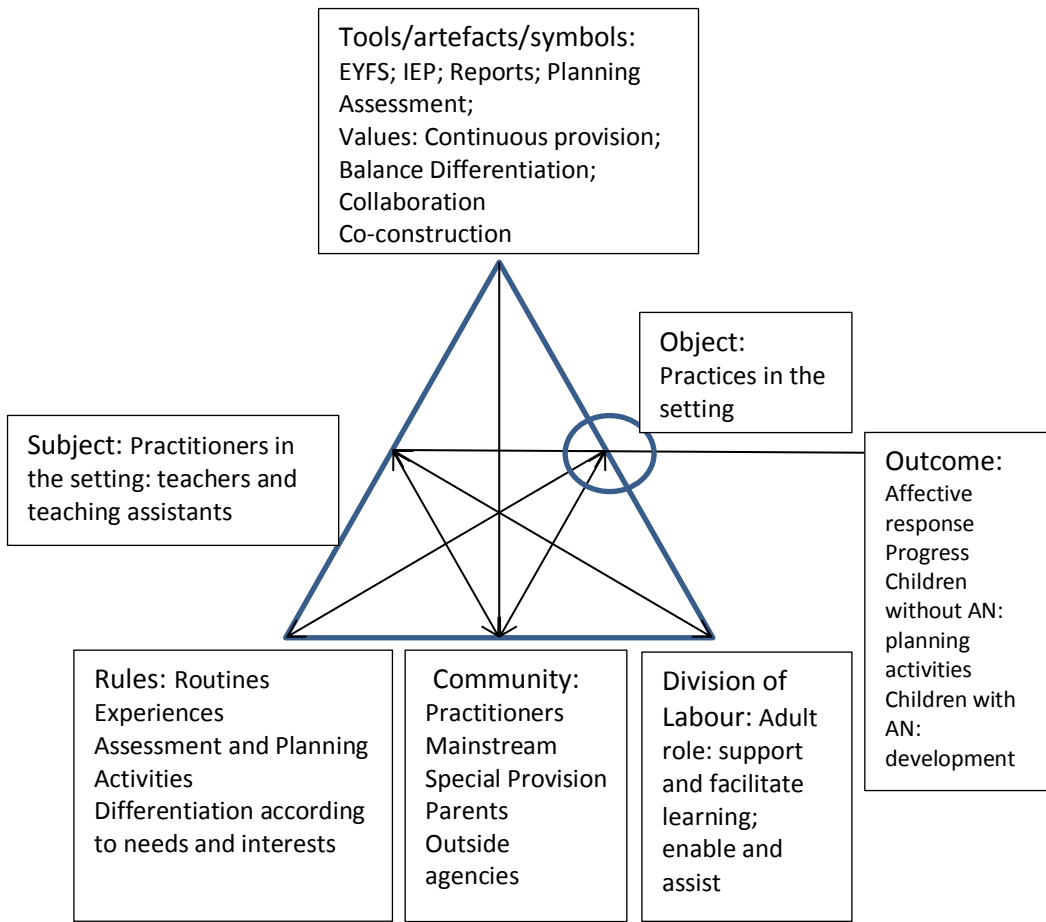 Tools/artefacts/symbols:
EYFS; IEP; Reports; Planning
Assessment;
Values: Continuous provision;
Balance Differentiation;
Collaboration
Co-construction
Object:
Practices in the
setting
Subject: Practitioners in
the setting: teachers and
teaching assistants
Outcome:
Affective
response
Progress
Children
without AN:
planning
activities
Children with
AN:
development
Rules: Routines
Experiences
Assessment and Planning
Activities
Differentiation according
to needs and interests
Community:
Practitioners
Mainstream
Special Provision
Parents
Outside
agencies
Division of
Labour: Adult
role: support
and facilitate
learning;
enable and
assist